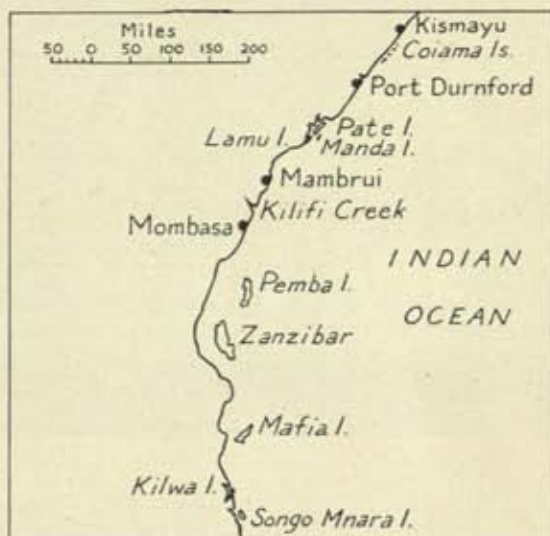 Miles
50 0 50 100 150 200
Kismayu
Coiama Is.
Port Durnford
Pate I.
Lamu I.
Manda I.
Mambrui
Kilifi Creek
Mombasa
INDIAN
Pemba I.
OCEAN
Zanzibar
Mafia I.
Kilwa I.
Songo Mnara I.